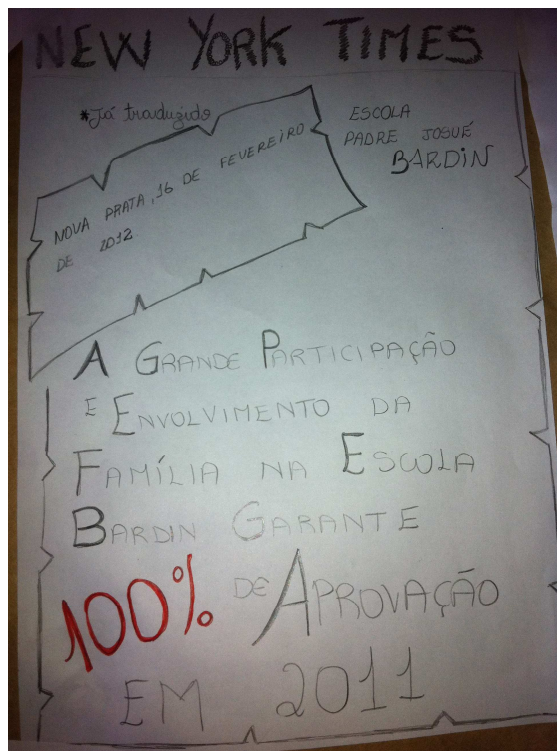 NEW YORK TIMES
*Já traduzido
ESCOLA
PADRE JOSUÉ
BARDIN
NOVA PRATA, 16 DE FEVEREIRO
DE 2012
A GRANDE PARTICIPAÇÃO
E ENVOLVIMENTO DA
FAMÍLIA NA ESCOLA
BARDIN GARANTE
100% DE APROVAÇÃO
EM 2011